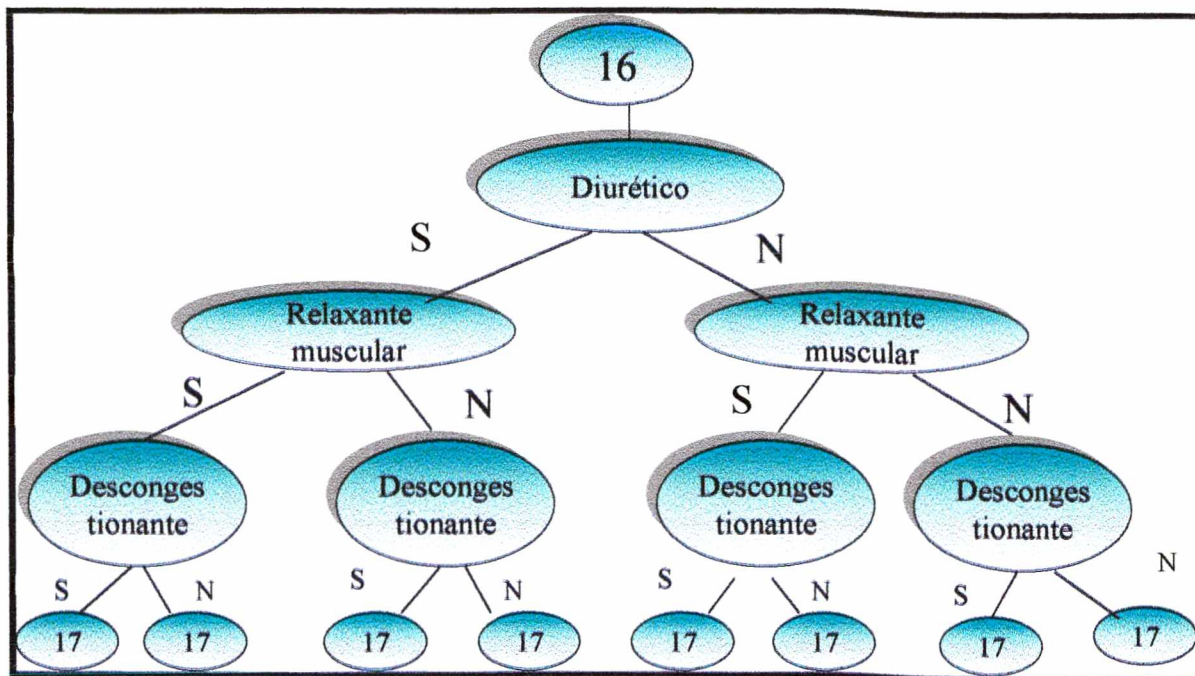 16
Diurético
S
N
Relaxante
muscular
Relaxante
muscular
S
N
S
N
Desconges
tionante
Desconges
tionante
Desconges
tionante
Desconges
tionante
S
N
S
N
S
N
S
N
17
17
17
17
17
17
17
17